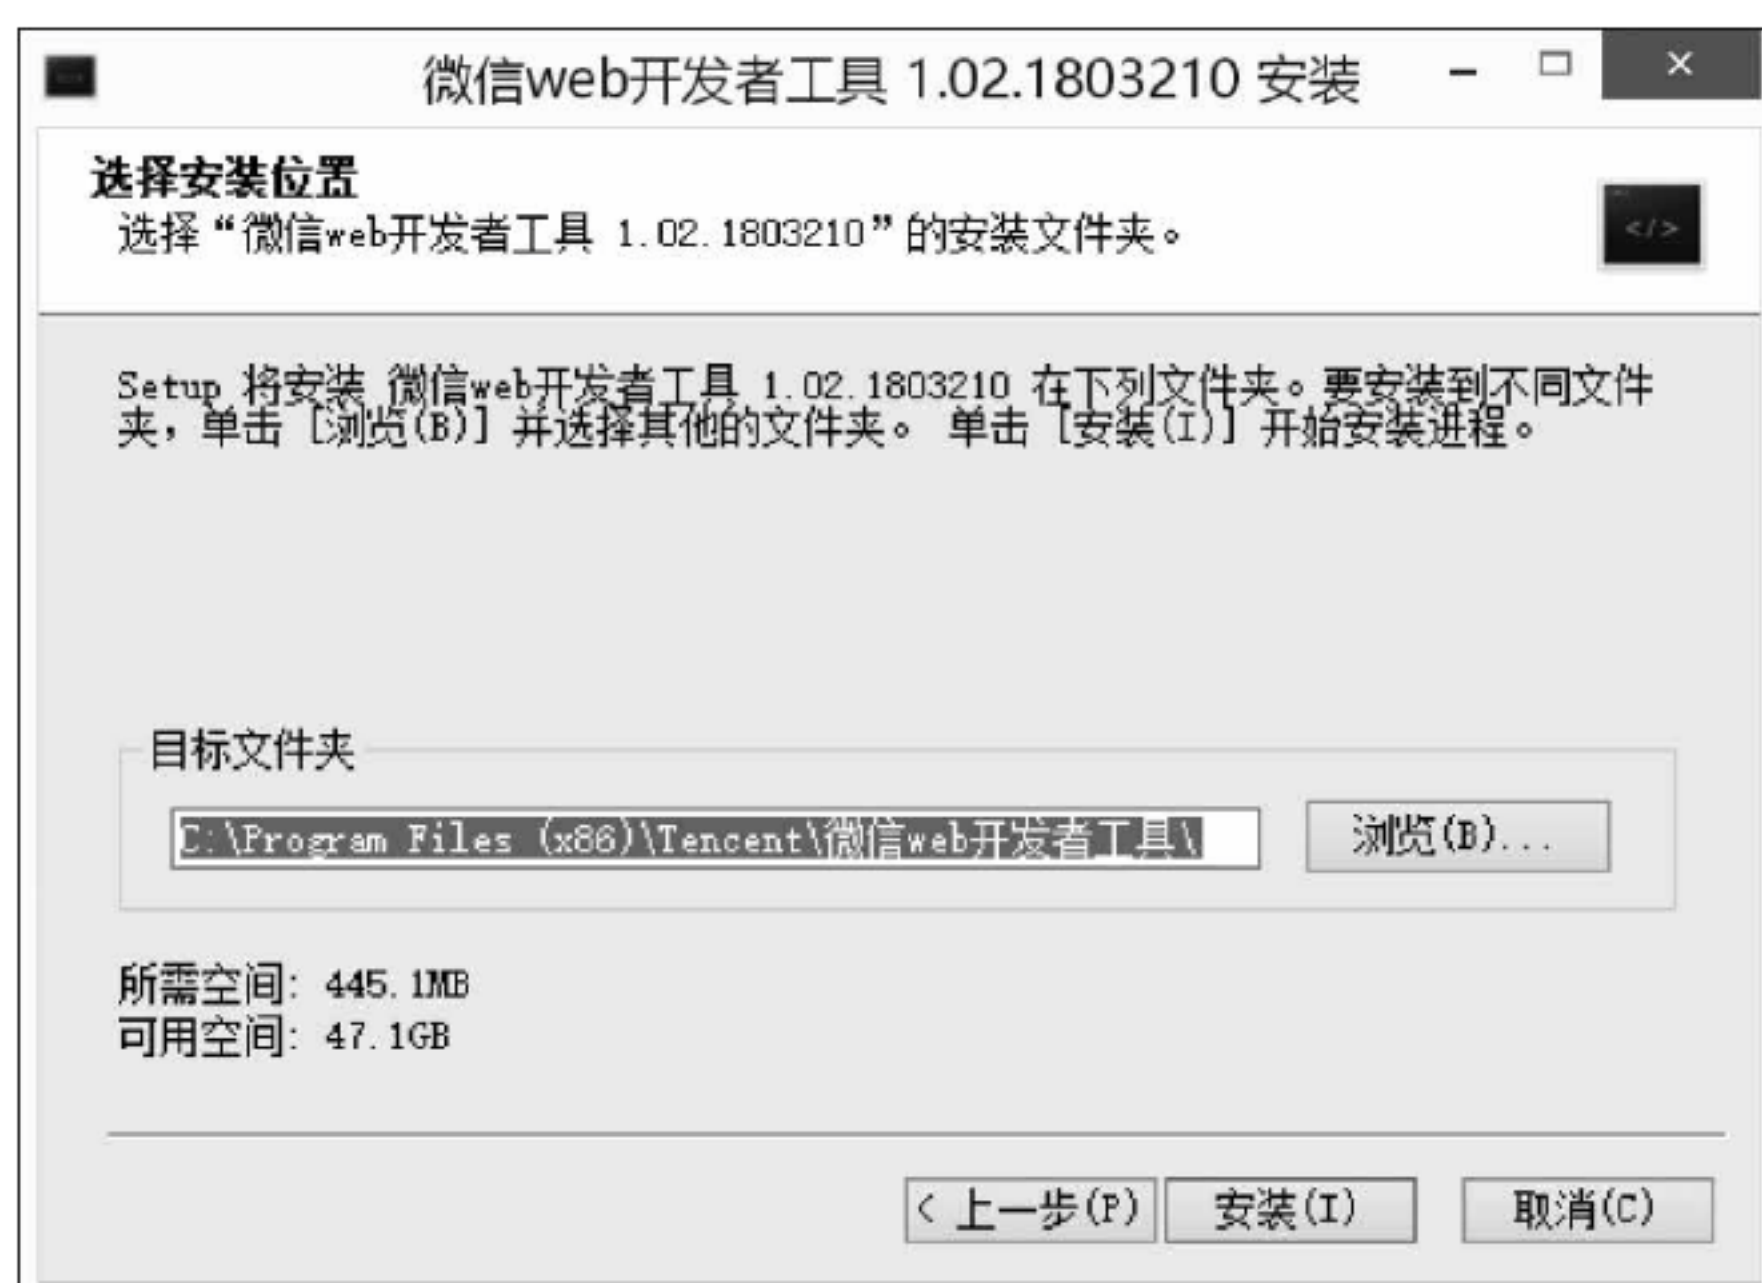 微信web开发者工具 1.02.1803210 安装
选择安装位置
选择“微信web开发者工具 1.02.1803210”的安装文件夹。
</>
Setup 将安装 微信web开发者工具 1.02.1803210 在下列文件夹。要安装到不同文件
夹，单击 [浏览(B)] 并选择其他的文件夹。 单击 [安装(I)] 开始安装进程。
目标文件夹
C:\Program Files (x86)\Tencent\微信web开发者工具\
浏览(B)...
所需空间: 445.1MB
可用空间: 47.1GB
< 上一步(P)
安装(I)
取消(C)